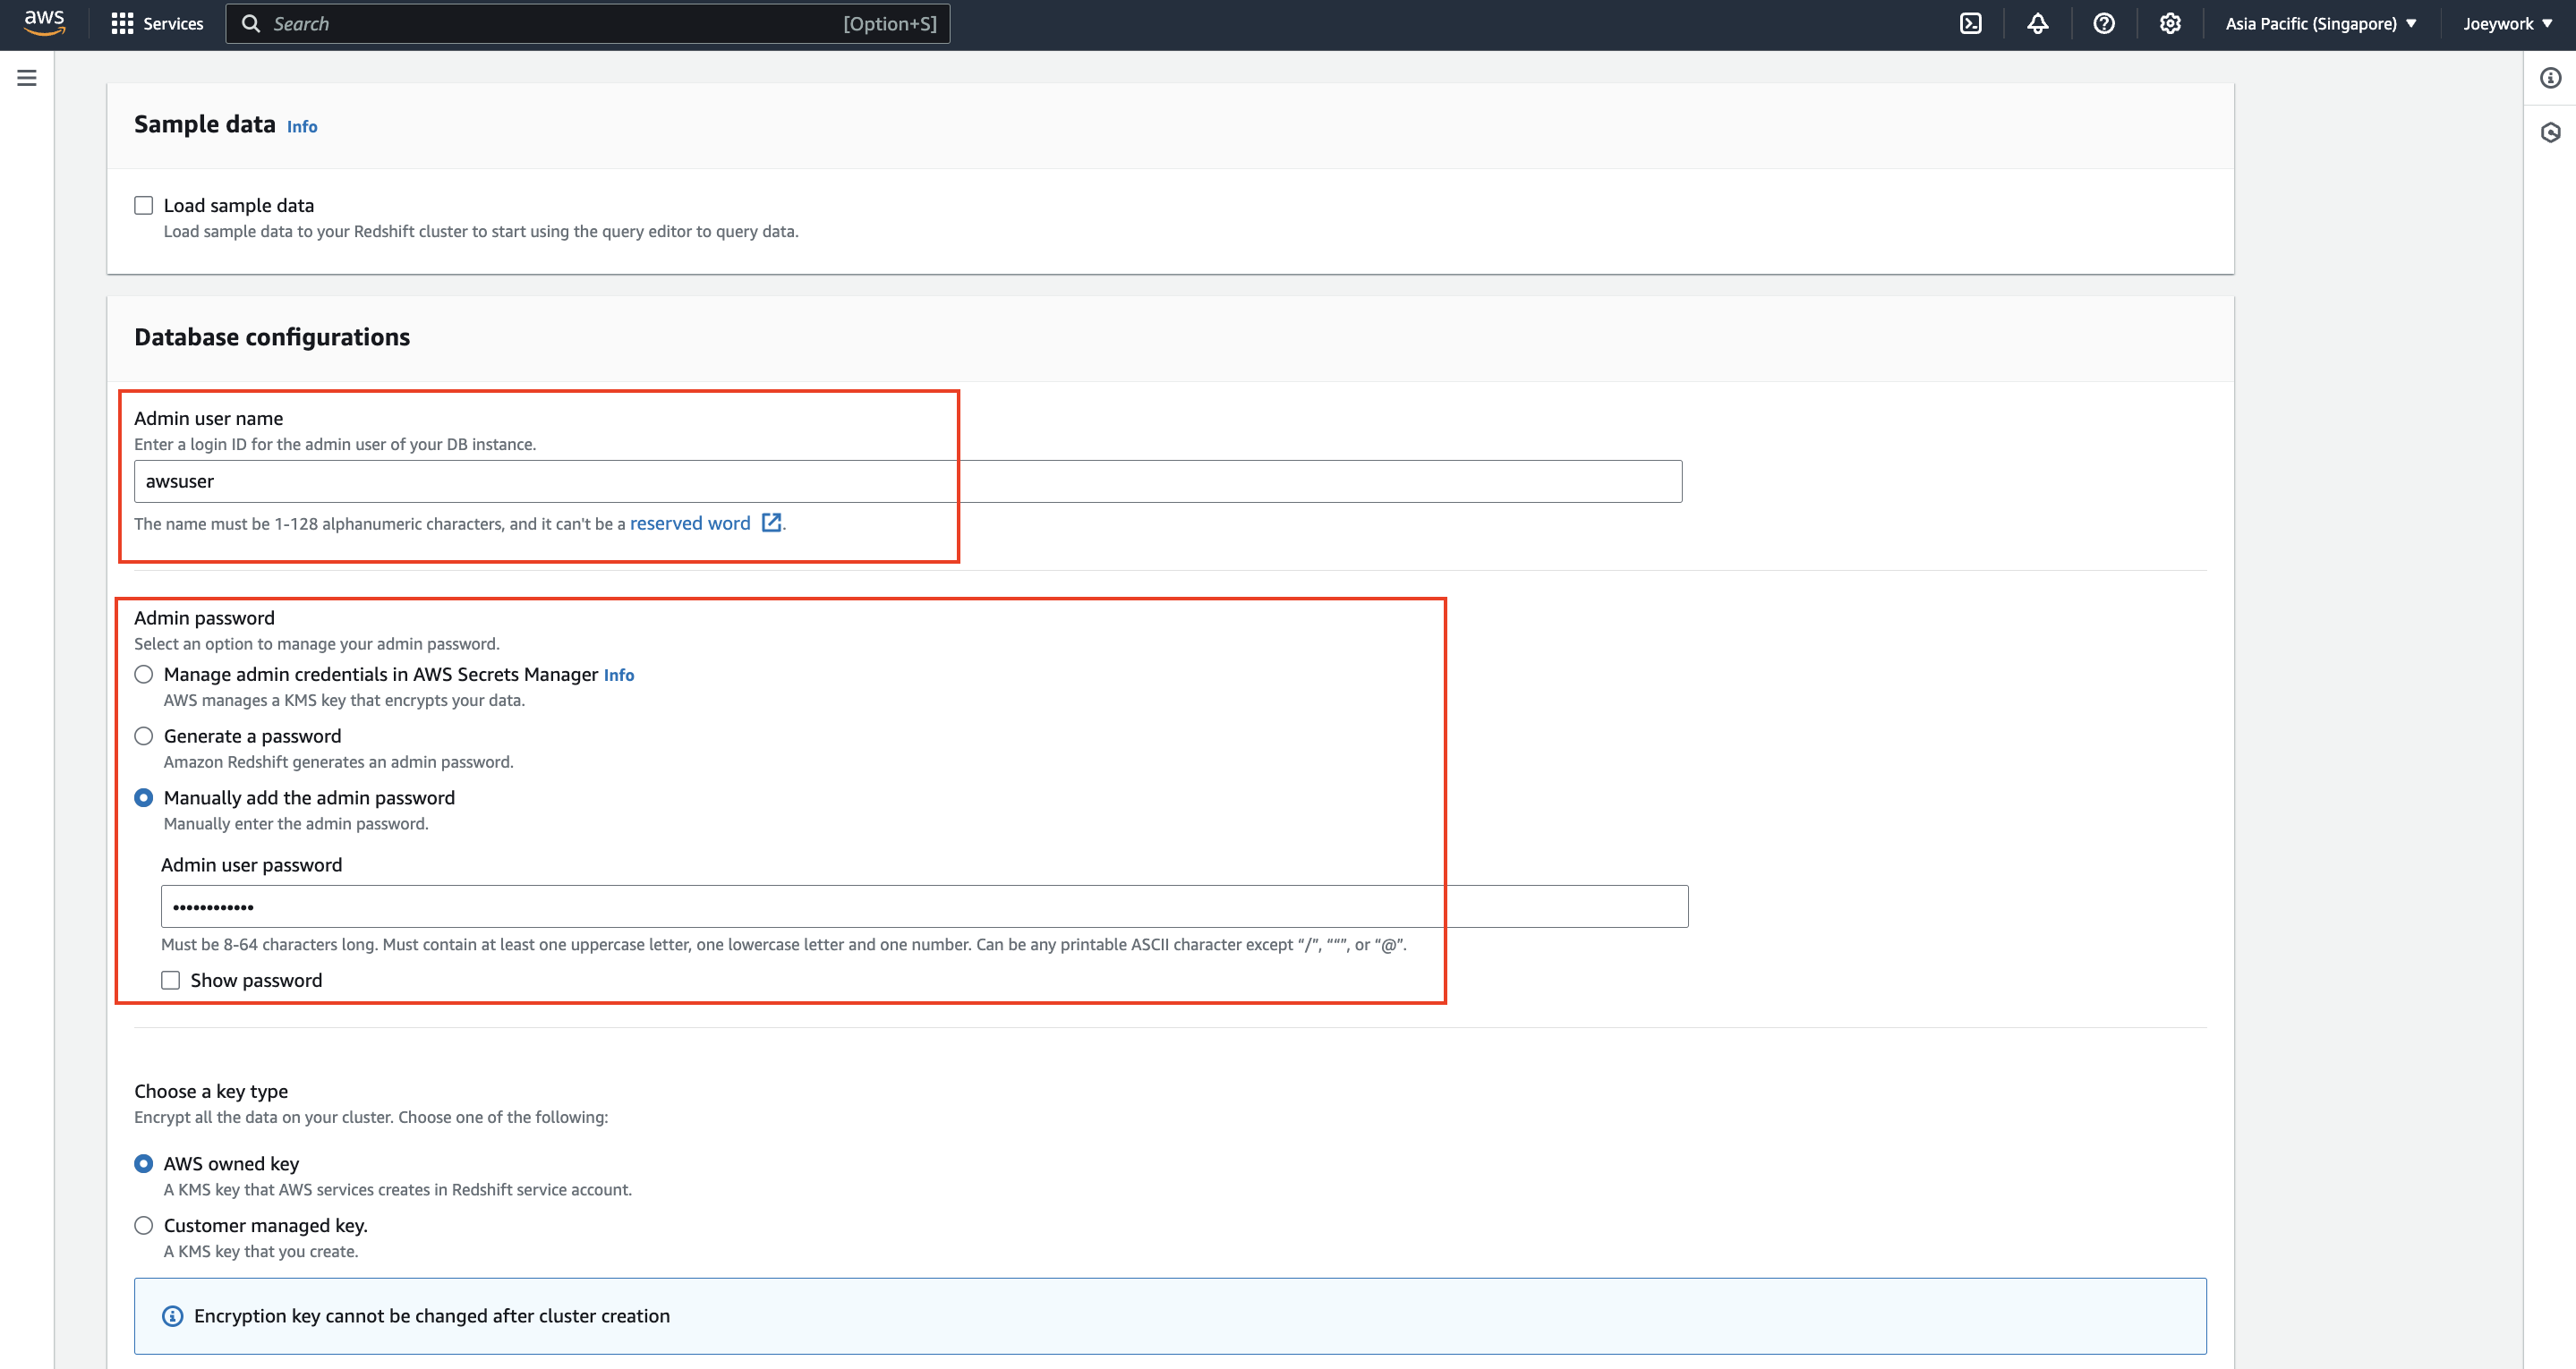 aws
Services
Search
[Option+S]
Asia Pacific (Singapore)
Joeywork
Sample data Info
Load sample data
Load sample data to your Redshift cluster to start using the query editor to query data.
Database configurations
Admin user name
Enter a login ID for the admin user of your DB instance.
awsuser
The name must be 1-128 alphanumeric characters, and it can't be a reserved word .
Admin password
Select an option to manage your admin password.
Manage admin credentials in AWS Secrets Manager Info
AWS manages a KMS key that encrypts your data.
Generate a password
Amazon Redshift generates an admin password.
Manually add the admin password
Manually enter the admin password.
Admin user password
••••••••••••
Must be 8-64 characters long. Must contain at least one uppercase letter, one lowercase letter and one number. Can be any printable ASCII character except “/”, “““, or “@”.
Show password
Choose a key type
Encrypt all the data on your cluster. Choose one of the following:
AWS owned key
A KMS key that AWS services creates in Redshift service account.
Customer managed key.
A KMS key that you create.
Encryption key cannot be changed after cluster creation